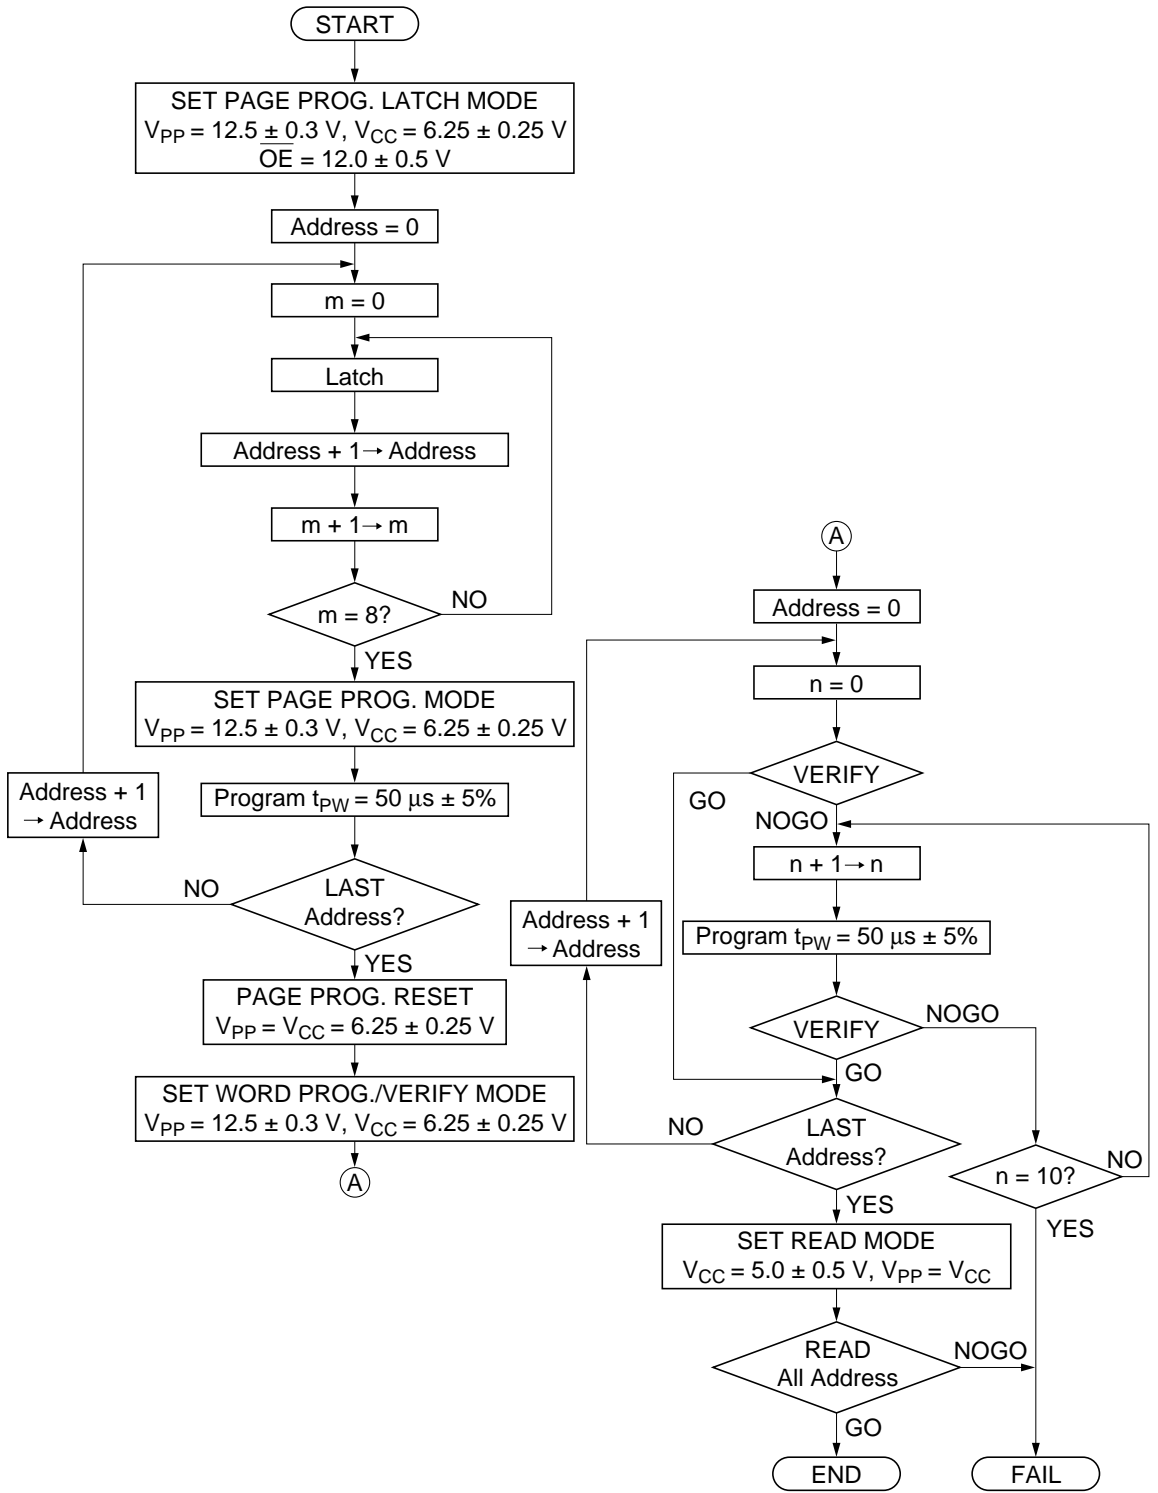 START
SET PAGE PROG. LATCH MODE
VPP = 12.5 ± 0.3 V, VCC = 6.25 ± 0.25 V
OE = 12.0 ± 0.5 V
Address = 0
m = 0
Latch
Address + 1→ Address
m + 1→ m
m = 8?
NO
YES
SET PAGE PROG. MODE
VPP = 12.5 ± 0.3 V, VCC = 6.25 ± 0.25 V
Address + 1
→ Address
Program tPW = 50 µs ± 5%
NO
LAST
Address?
YES
PAGE PROG. RESET
VPP = VCC = 6.25 ± 0.25 V
SET WORD PROG./VERIFY MODE
VPP = 12.5 ± 0.3 V, VCC = 6.25 ± 0.25 V
A
A
Address = 0
n = 0
VERIFY
GO
NOGO
n + 1→ n
Address + 1
→ Address
Program tPW = 50 µs ± 5%
VERIFY
NOGO
GO
NO
LAST
Address?
n = 10?
NO
YES
YES
SET READ MODE
VCC = 5.0 ± 0.5 V, VPP = VCC
READ
All Address
NOGO
GO
END
FAIL